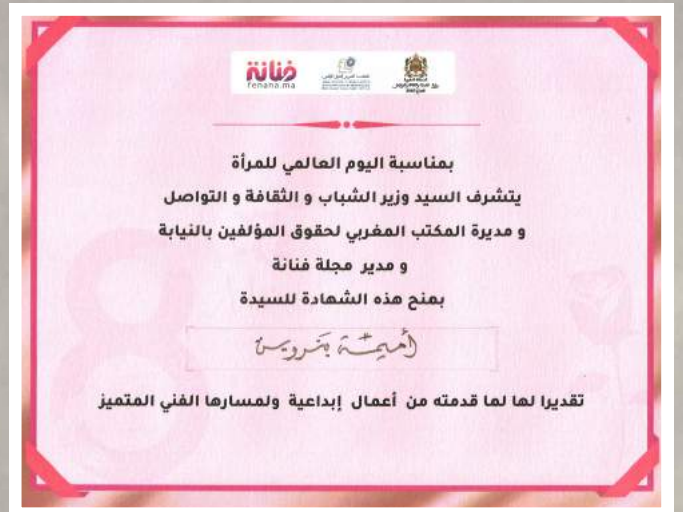 فنانة
fenana.ma
بمناسبة اليوم العالمي للمرأة
يتشرف السيد وزير الشباب و الثقافة و التواصل
و مديرة المكتب المغربي لحقوق المؤلفين بالنيابة
و مدير مجلة فنانة
بمنح هذه الشهادة للسيدة
أميمة
تقديرا لها لما قدمته من أعمال إبداعية ولمسارها الفني المتميز
8